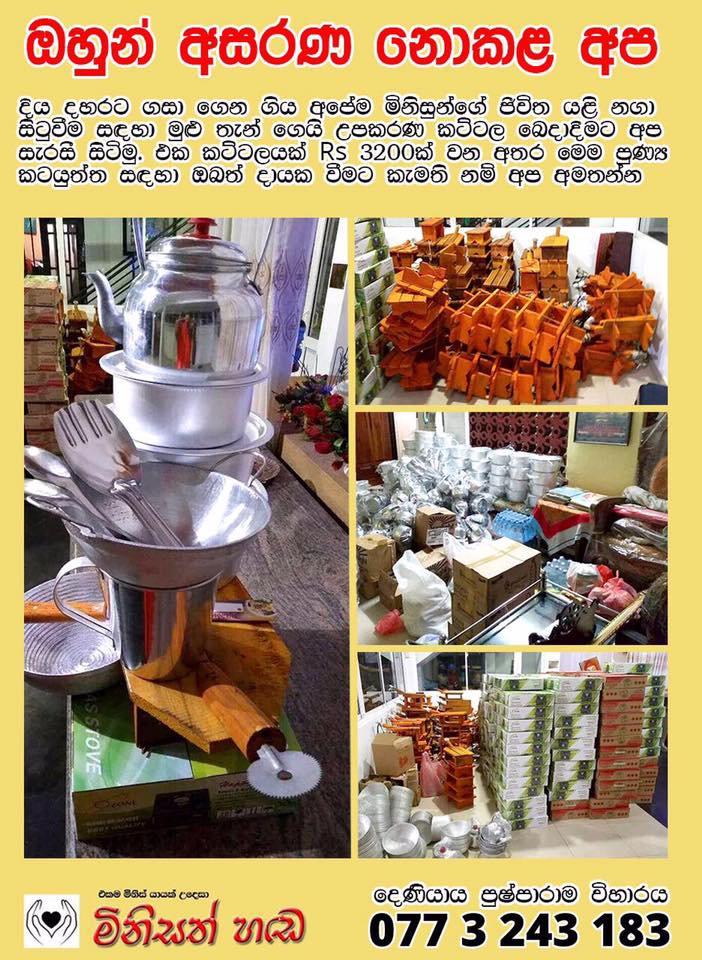 ඔහුන් අසරණ නොකළ අප
දිය දහරට ගසා ගෙන ගිය අපේම මිනිසුන්ගේ ජිවිත යළි නගා
සිටුවීම සඳහා මුළු තැන් ගෙයි උපකරණ කට්ටල බෙදාදීමට අප
සැරසී සිටිමු. එක කට්ටලයක් Rs 3200ක් වන අතර මෙම පුණ්‍ය
කටයුත්ත සඳහා ඔබත් දායක වීමට කැමති නම් අප අමතන්න
GAS STOVE
එකම මිනිස් යායක් උදෙසා
මිනිසත් හඬ
දෙණියාය පුෂ්පාරාම විහාරය
077 3 243 183